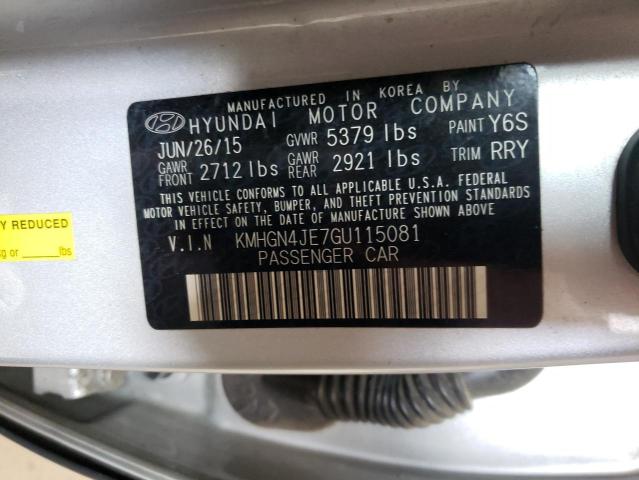 MANUFACTURED IN KOREA BY
HYUNDAI MOTOR COMPANY
JUN/26/15 GVWR 5379 lbs PAINT Y6S
GAWR FRONT 2712 lbs GAWR REAR 2921 lbs TRIM RRY
THIS VEHICLE CONFORMS TO ALL APPLICABLE U.S.A. FEDERAL
MOTOR VEHICLE SAFETY, BUMPER, AND THEFT PREVENTION STANDARDS
IN EFFECT ON THE DATE OF MANUFACTURE SHOWN ABOVE
V.I.N KMHGN4JE7GU115081
PASSENGER CAR
Y REDUCED
g or ______lbs